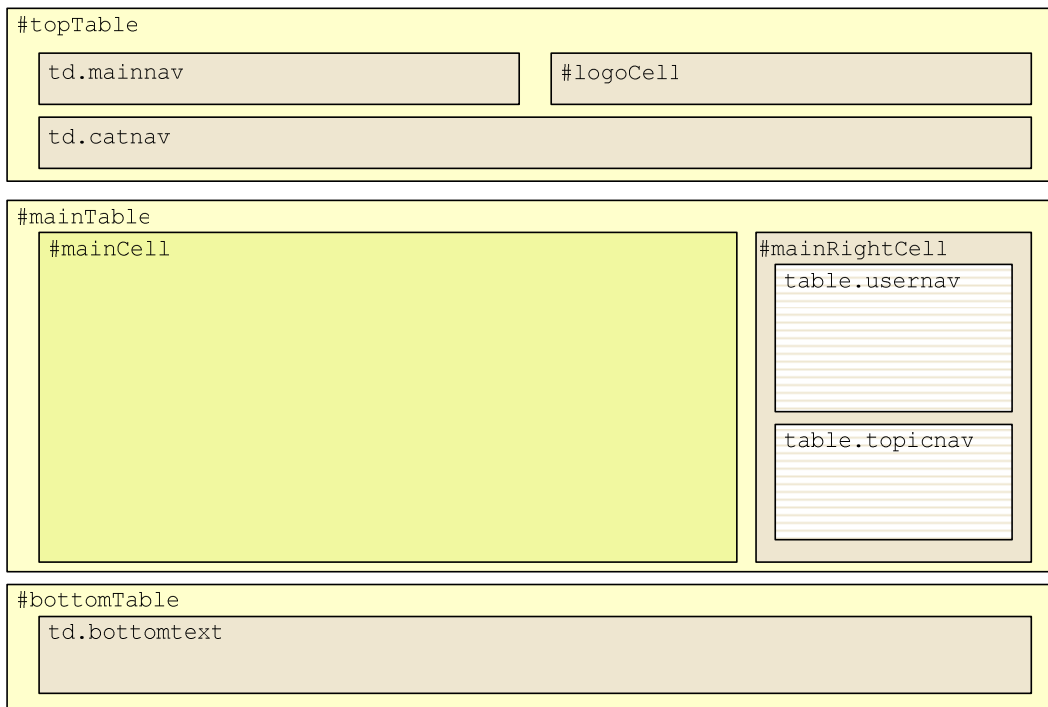 #topTable
td.mainnav
#logoCell
td.catnav
#mainTable
#mainCell
#mainRightCell
table.usernav
table.topicnav
#bottomTable
td.bottomtext